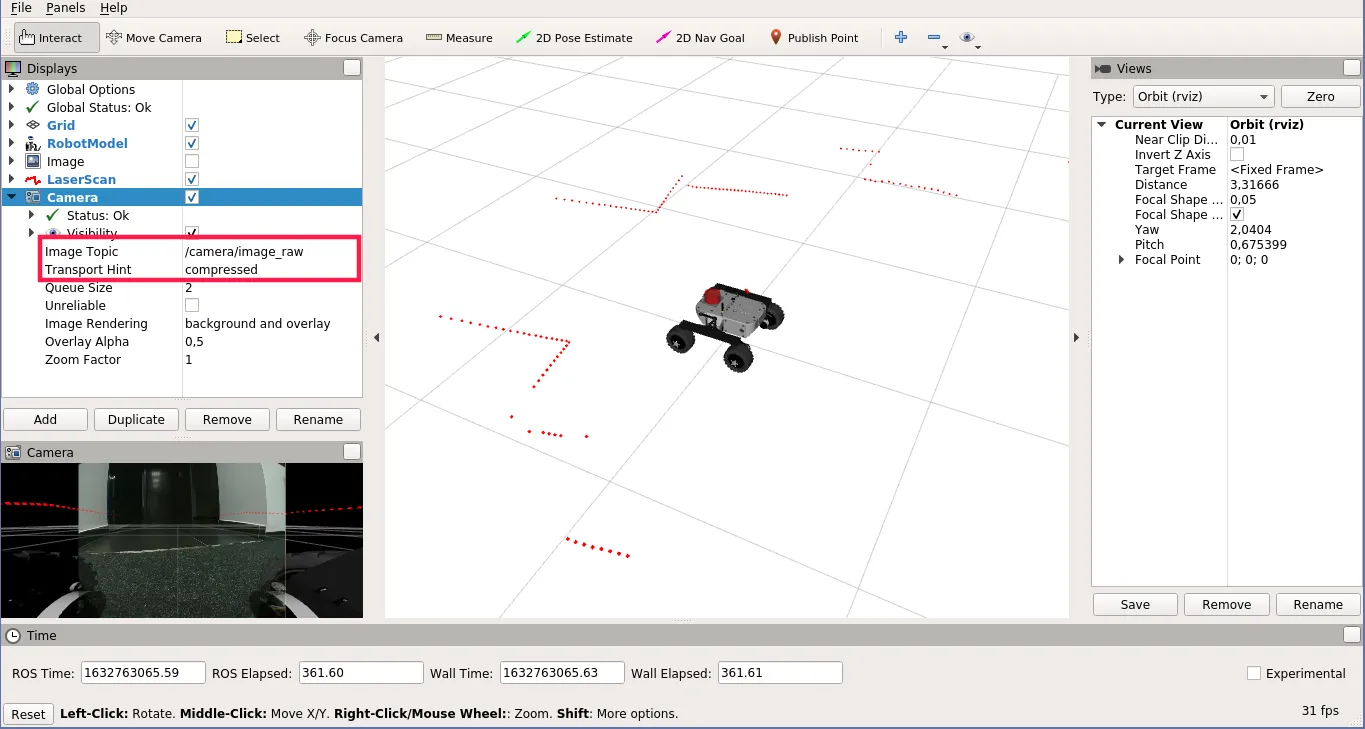 File Panels Help
Interact Move Camera Select Focus Camera Measure 2D Pose Estimate 2D Nav Goal Publish Point
Displays
Global Options
Global Status: Ok
Grid
RobotModel
Image
LaserScan
Camera
Status: Ok
Visibility
Image Topic /camera/image_raw
Transport Hint compressed
Queue Size 2
Unreliable
Image Rendering background and overlay
Overlay Alpha 0,5
Zoom Factor 1
Add Duplicate Remove Rename
Camera
Views
Type: Orbit (rviz) Zero
Current View Orbit (rviz)
Near Clip Di... 0,01
Invert Z Axis
Target Frame <Fixed Frame>
Distance 3,31666
Focal Shape ... 0,05
Focal Shape ...
Yaw 2,0404
Pitch 0,675399
Focal Point 0; 0; 0
Save Remove Rename
Time
ROS Time: 1632763065.59 ROS Elapsed: 361.60 Wall Time: 1632763065.63 Wall Elapsed: 361.61 Experimental
Reset Left-Click: Rotate. Middle-Click: Move X/Y. Right-Click/Mouse Wheel:: Zoom. Shift: More options. 31 fps